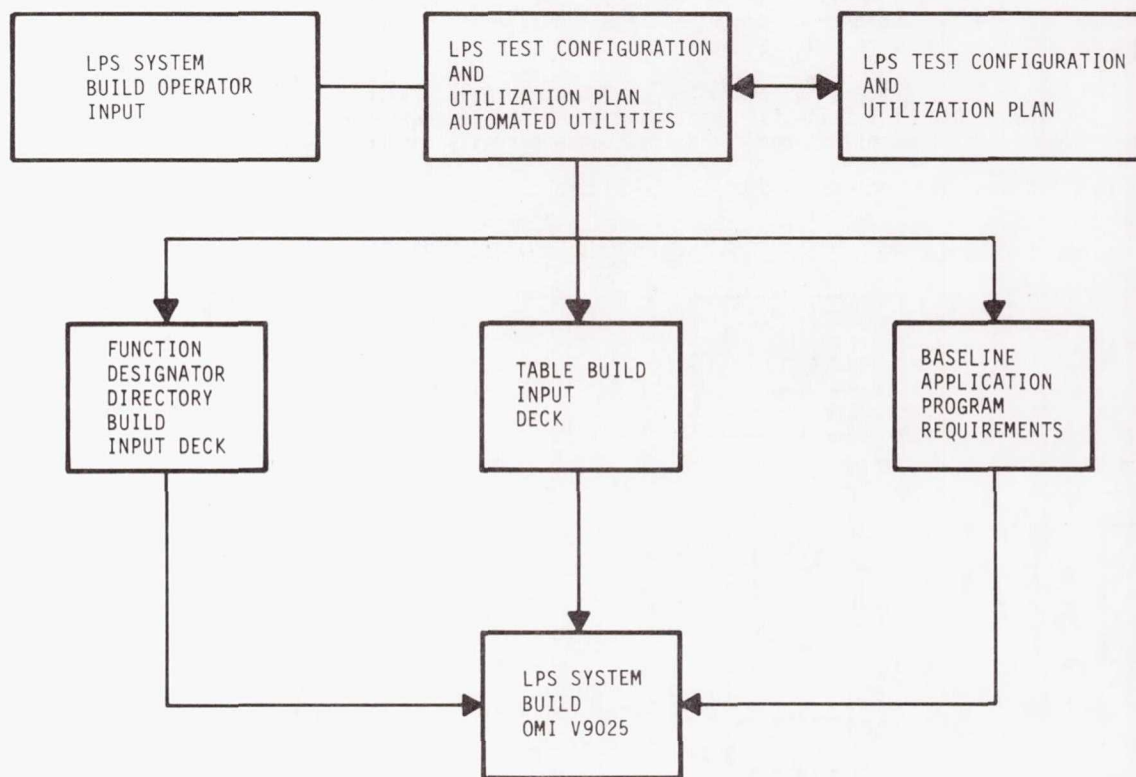 LPS SYSTEM
BUILD OPERATOR
INPUT
LPS TEST CONFIGURATION
AND
UTILIZATION PLAN
AUTOMATED UTILITIES
LPS TEST CONFIGURATION
AND
UTILIZATION PLAN
FUNCTION
DESIGNATOR
DIRECTORY
BUILD
INPUT DECK
TABLE BUILD
INPUT
DECK
BASELINE
APPLICATION
PROGRAM
REQUIREMENTS
LPS SYSTEM
BUILD
OMI V9025